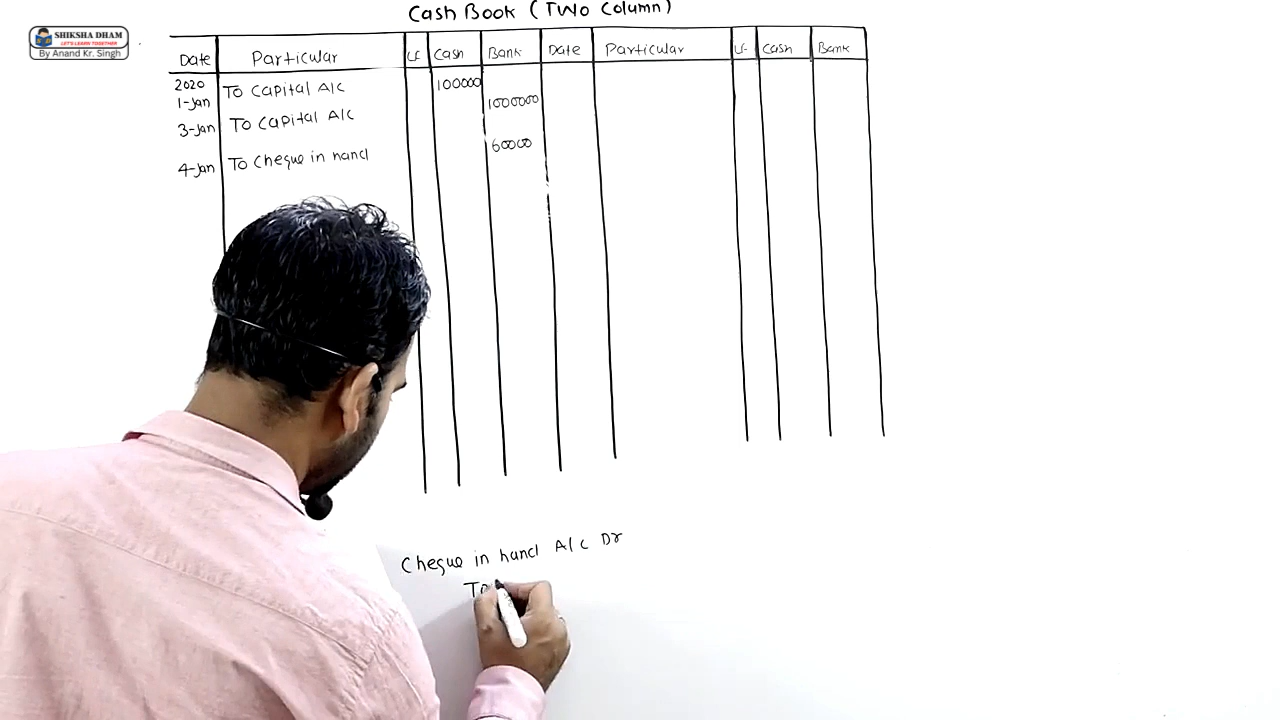 SHIKSHA DHAM
LET'S LEARN TOGETHER
By Anand Kr. Singh
Cash Book (Two Column)
Date Particular LF Cash Bank Date Particular LF Cash Bank
2020 To Capital A/c 100000
1-Jan 1000000
3-Jan To Capital A/c
60000
4-Jan To Cheque in hand
Cheque in hand A/C Dr
To